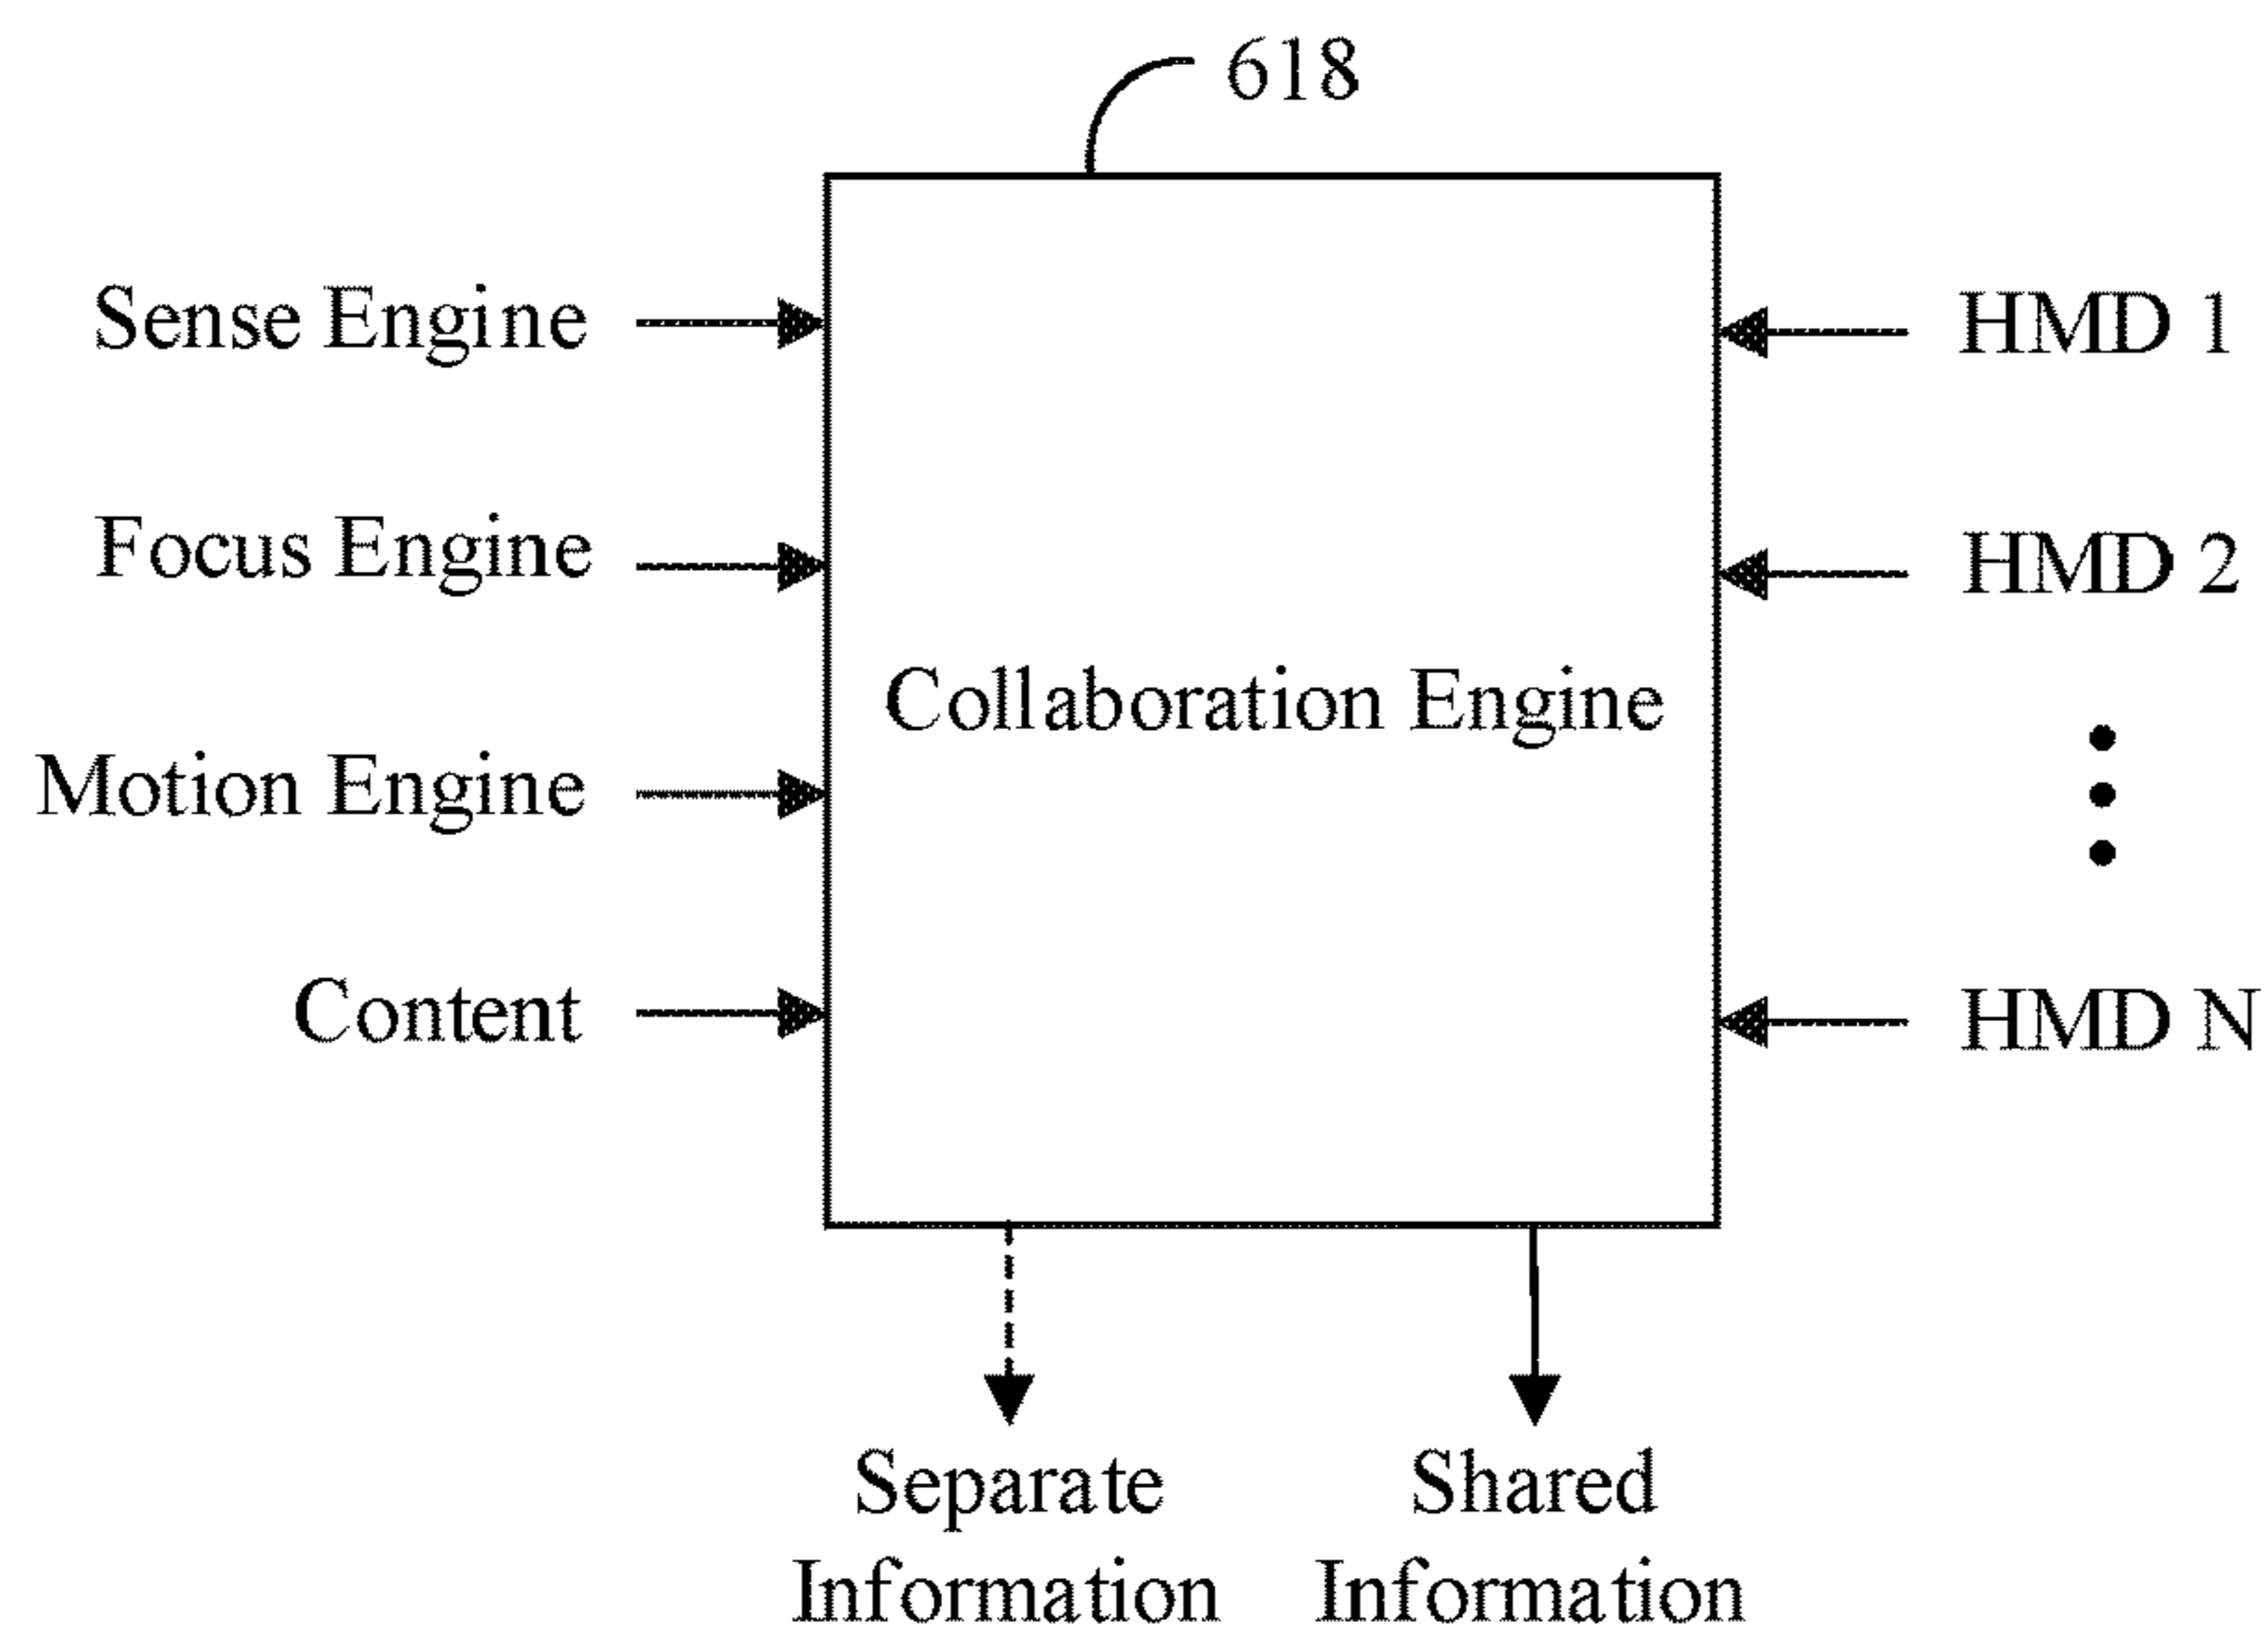 618
Sense Engine
Focus Engine
Motion Engine
Content
Collaboration Engine
HMD 1
HMD 2
HMD N
Separate
Information
Shared
Information